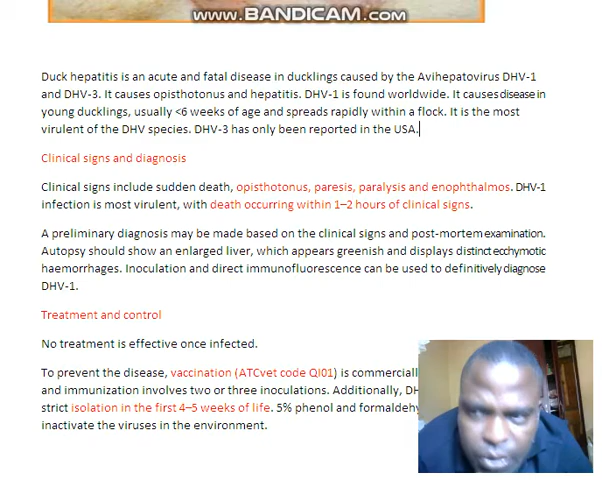 www.BANDICAM.com
Duck hepatitis is an acute and fatal disease in ducklings caused by the Avihepatovirus DHV-1
and DHV-3. It causes opisthotonus and hepatitis. DHV-1 is found worldwide. It causes disease in
young ducklings, usually <6 weeks of age and spreads rapidly within a flock. It is the most
virulent of the DHV species. DHV-3 has only been reported in the USA.
Clinical signs and diagnosis
Clinical signs include sudden death, opisthotonus, paresis, paralysis and enophthalmos. DHV-1
infection is most virulent, with death occurring within 1–2 hours of clinical signs.
A preliminary diagnosis may be made based on the clinical signs and post-mortem examination.
Autopsy should show an enlarged liver, which appears greenish and displays distinct ecchymotic
haemorrhages. Inoculation and direct immunofluorescence can be used to definitively diagnose
DHV-1.
Treatment and control
No treatment is effective once infected.
To prevent the disease, vaccination (ATCvet code QI01) is
and immunization involves two or three inoculations. Additionally,
strict isolation in the first 4–5 weeks of life. 5% phenol and
inactivate the viruses in the environment.